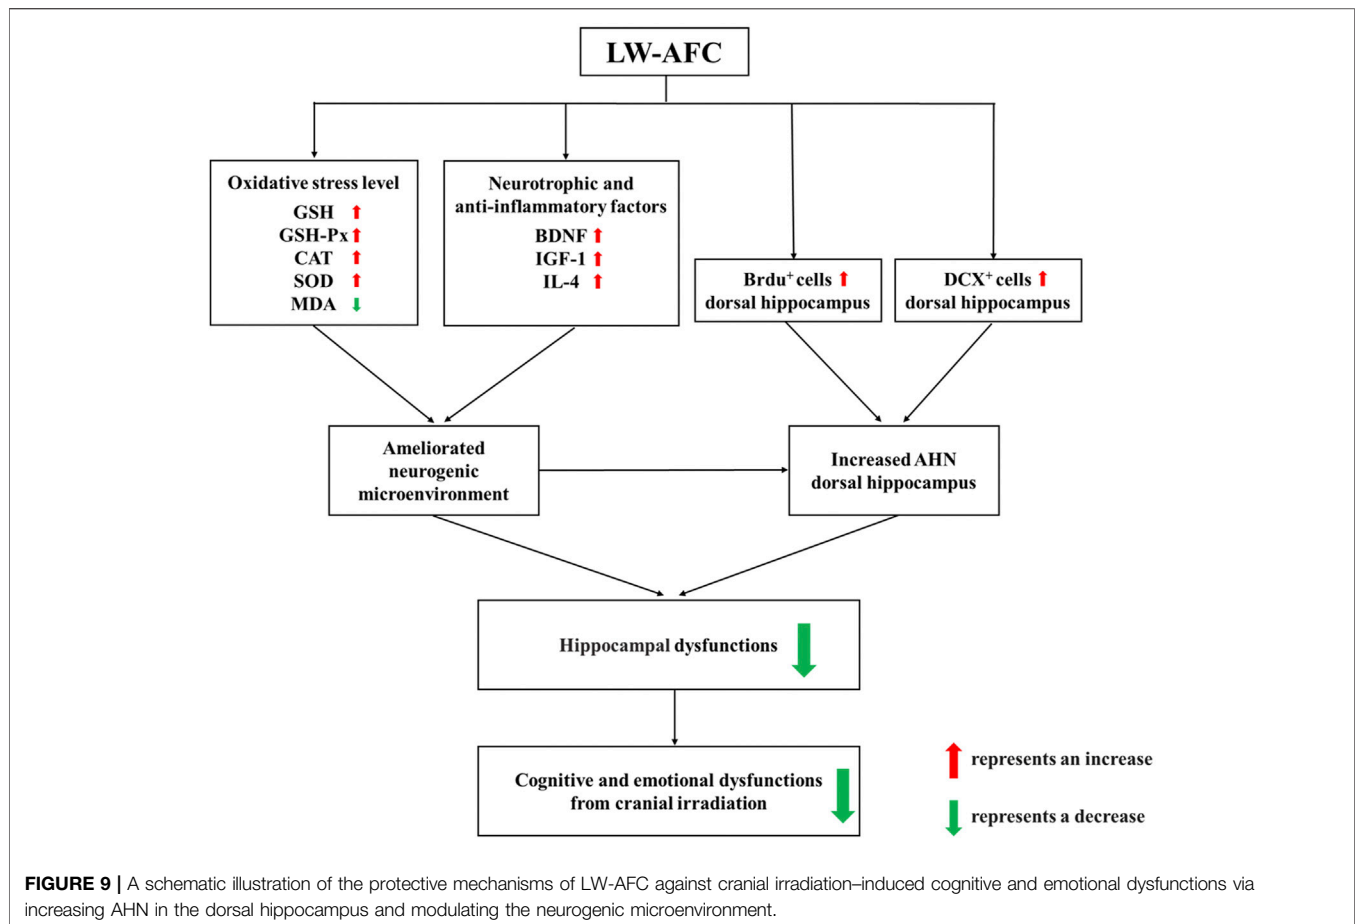 LW-AFC
Oxidative stress level
GSH
GSH-Px
CAT
SOD
MDA
Neurotrophic and
anti-inflammatory factors
BDNF
IGF-1
IL-4
Brdu⁺ cells
dorsal hippocampus
DCX⁺ cells
dorsal hippocampus
Ameliorated
neurogenic
microenvironment
Increased AHN
dorsal hippocampus
Hippocampal dysfunctions
Cognitive and emotional dysfunctions
from cranial irradiation
represents an increase
represents a decrease
FIGURE 9 | A schematic illustration of the protective mechanisms of LW-AFC against cranial irradiation–induced cognitive and emotional dysfunctions via
increasing AHN in the dorsal hippocampus and modulating the neurogenic microenvironment.